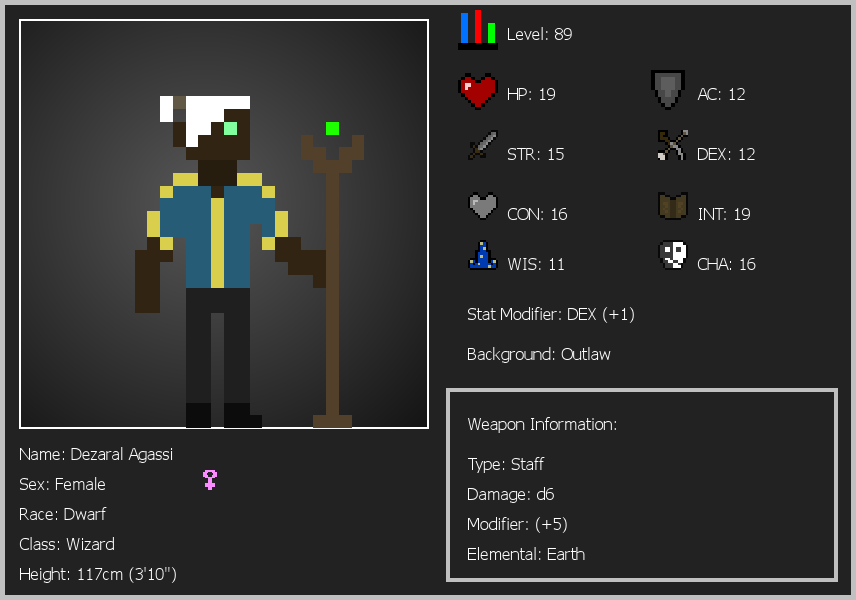 Level: 89
HP: 19
AC: 12
STR: 15
DEX: 12
CON: 16
INT: 19
WIS: 11
CHA: 16
Stat Modifier: DEX (+1)
Background: Outlaw
Weapon Information:
Type: Staff
Damage: d6
Modifier: (+5)
Elemental: Earth
Name: Dezaral Agassi
Sex: Female
Race: Dwarf
Class: Wizard
Height: 117cm (3'10")